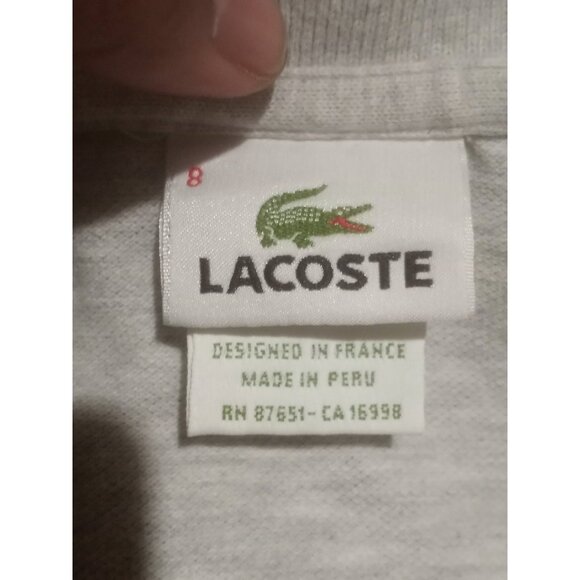 8
LACOSTE
DESIGNED IN FRANCE
MADE IN PERU
RN 87651-CA 16998